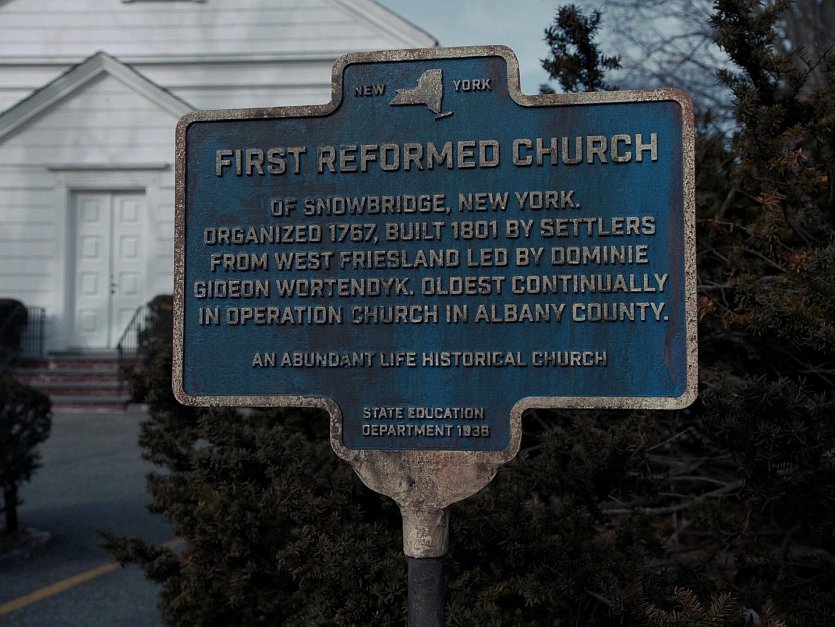 NEW YORK
FIRST REFORMED CHURCH
OF SNOWBRIDGE, NEW YORK.
ORGANIZED 1767, BUILT 1801 BY SETTLERS
FROM WEST FRIESLAND LED BY DOMINIE
GIDEON WORTENDYK. OLDEST CONTINUALLY
IN OPERATION CHURCH IN ALBANY COUNTY.
AN ABUNDANT LIFE HISTORICAL CHURCH
STATE EDUCATION
DEPARTMENT 1936